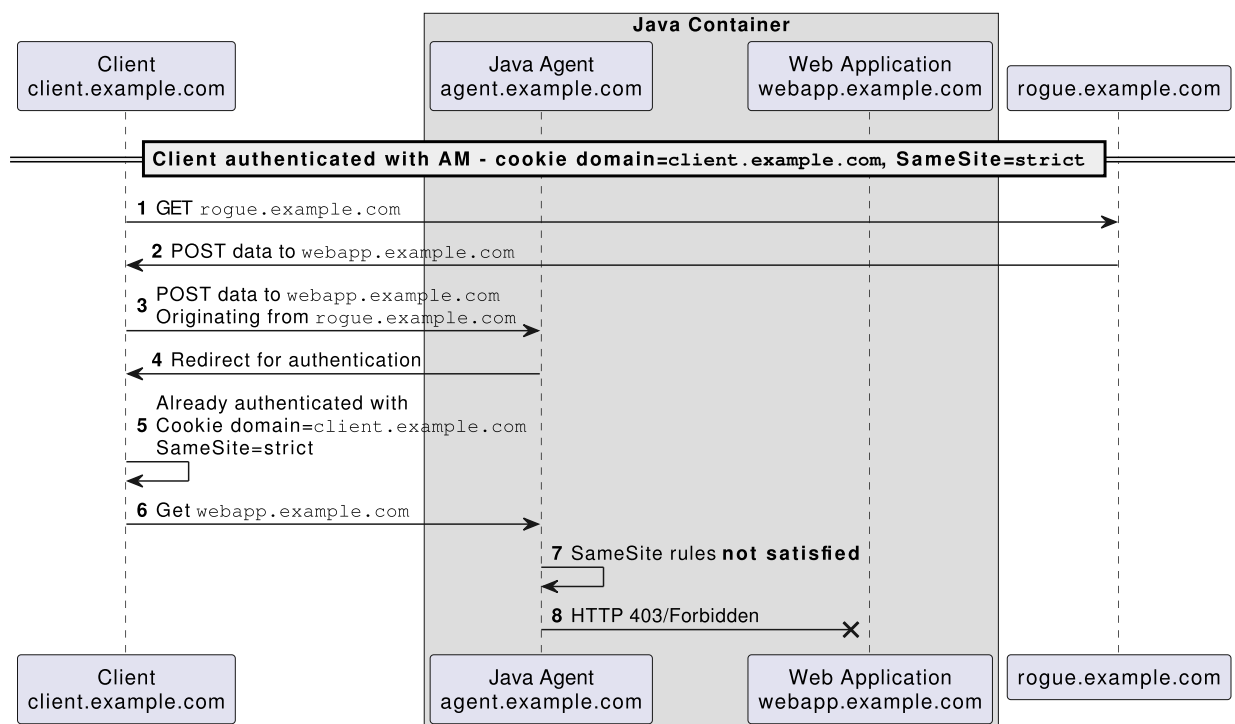 Java Container
Client
client.example.com
Java Agent
agent.example.com
Web Application
webapp.example.com
rogue.example.com
Client authenticated with AM - cookie domain=client.example.com, SameSite=strict
1 GET rogue.example.com
2 POST data to webapp.example.com
3 POST data to webapp.example.com
Originating from rogue.example.com
4 Redirect for authentication
Already authenticated with
5 Cookie domain=client.example.com
SameSite=strict
6 Get webapp.example.com
7 SameSite rules not satisfied
8 HTTP 403/Forbidden
Client
client.example.com
Java Agent
agent.example.com
Web Application
webapp.example.com
rogue.example.com